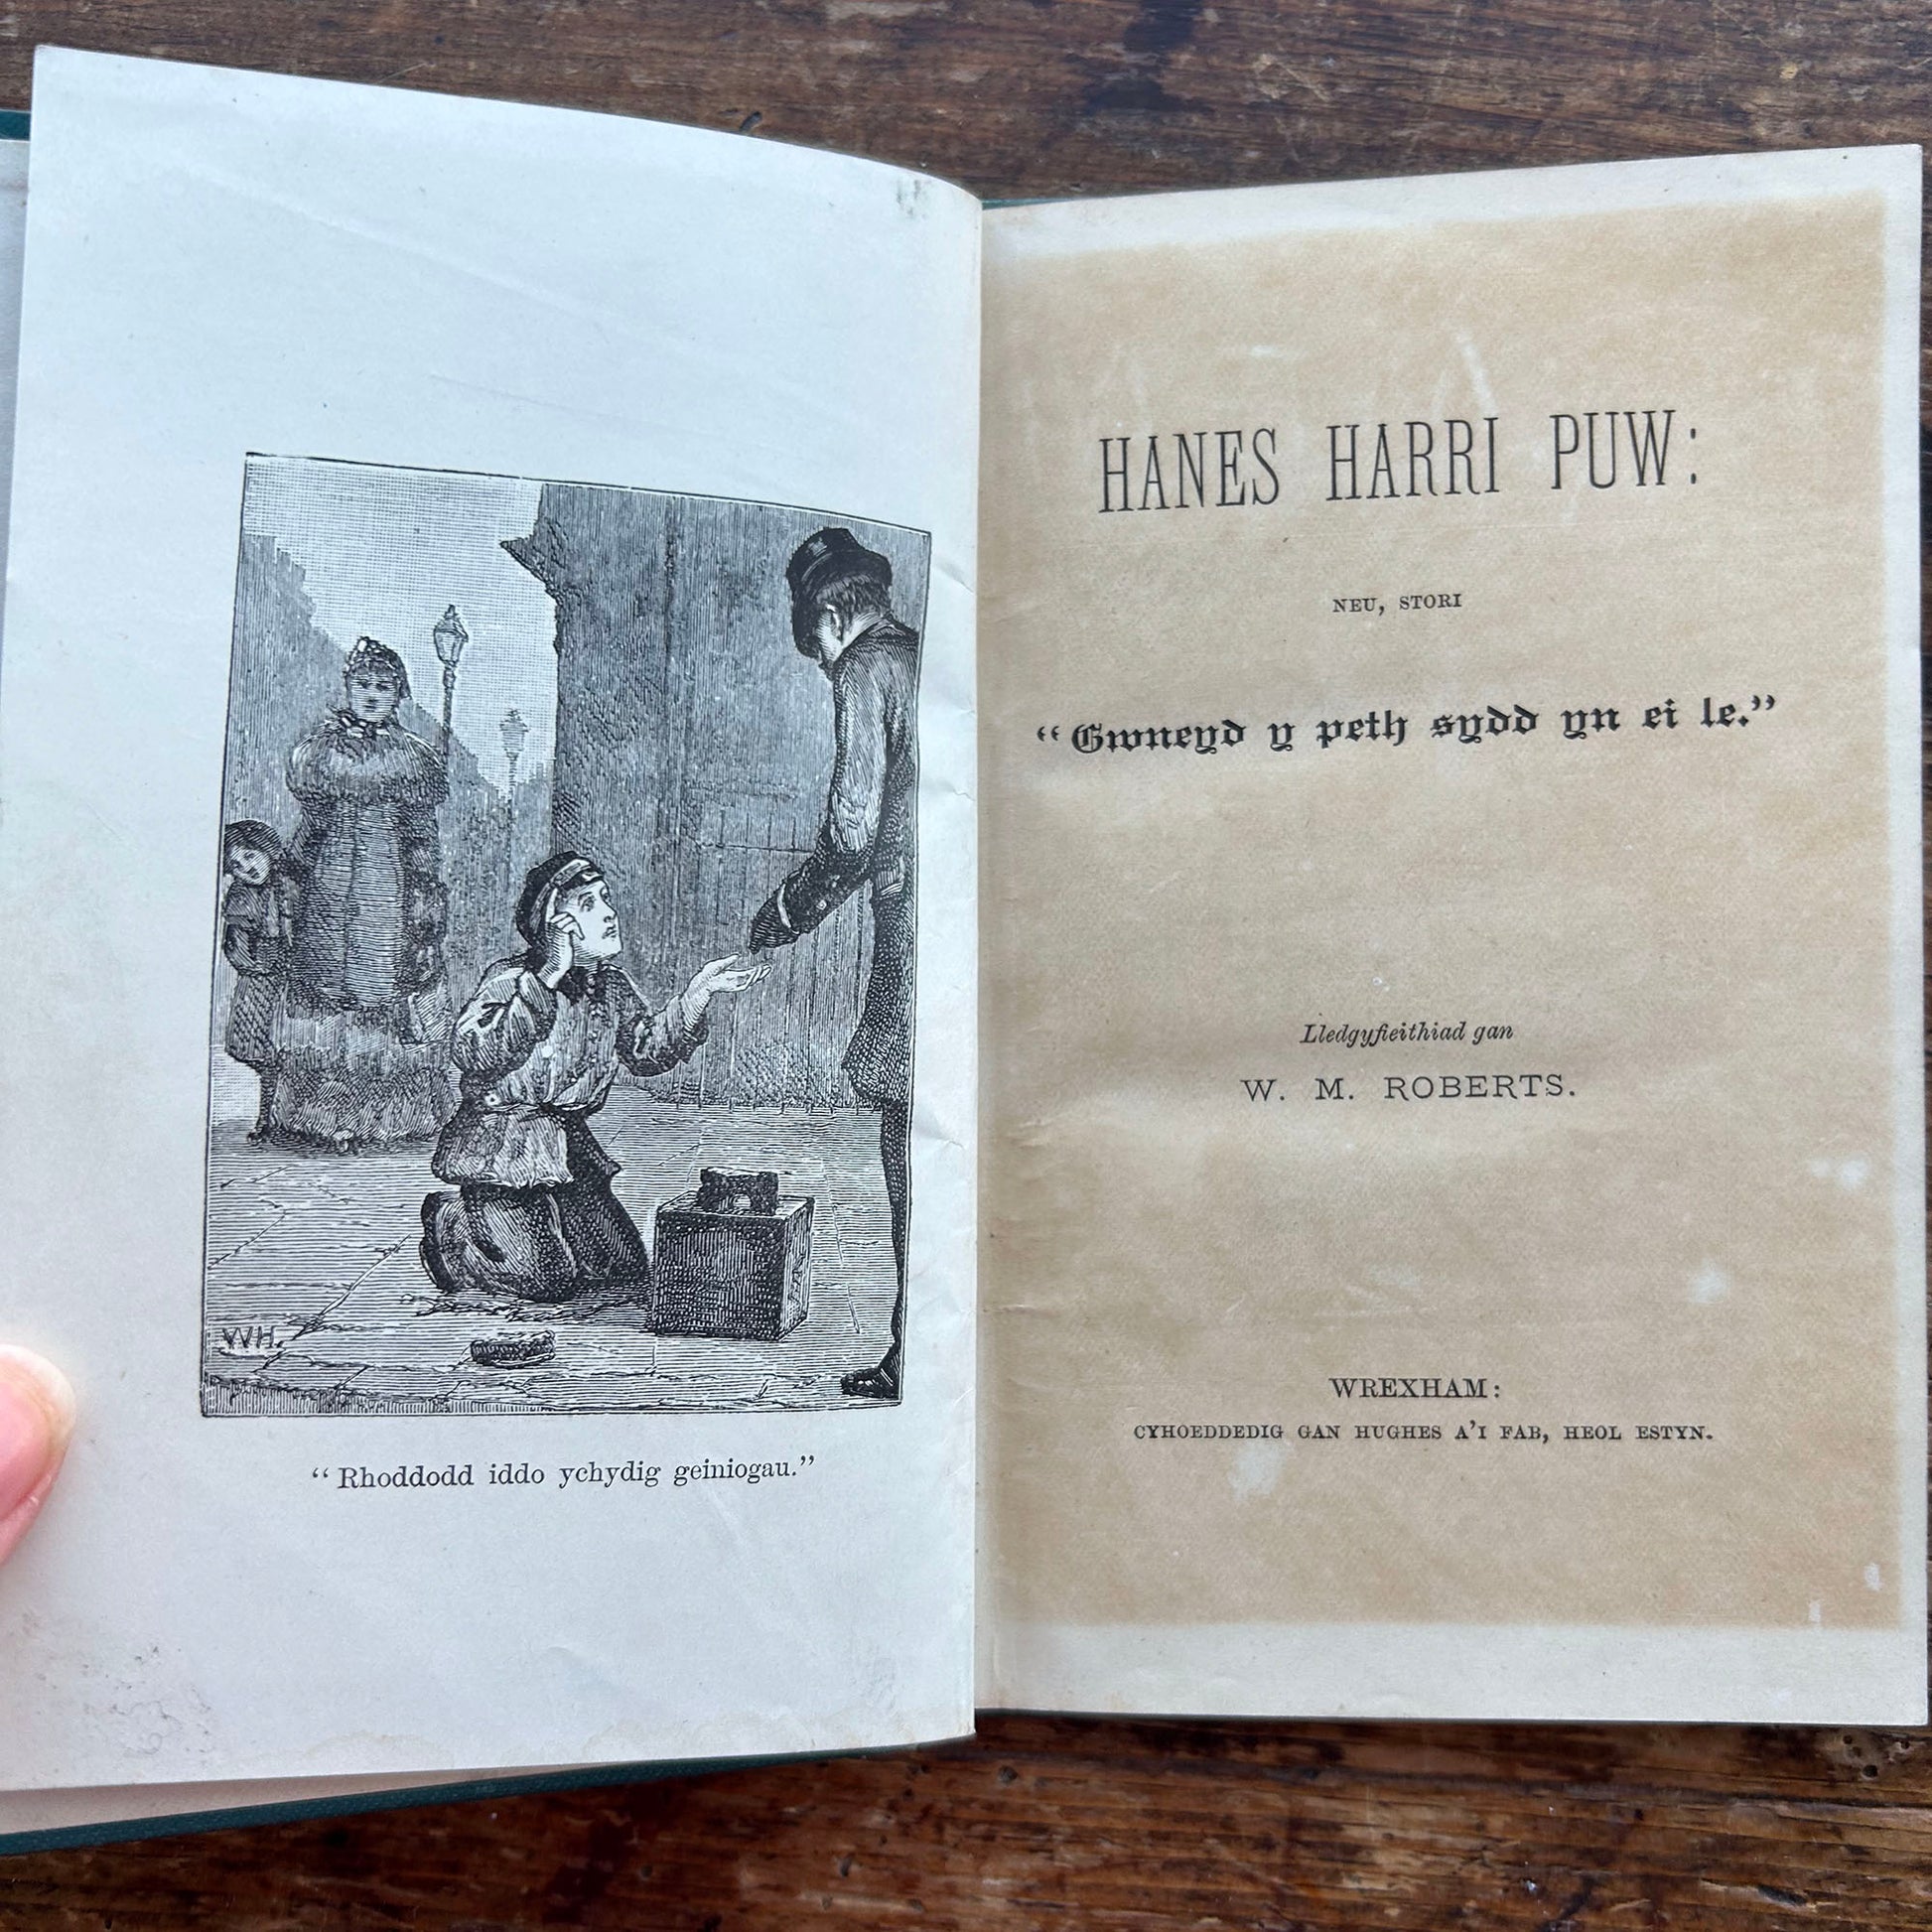 WH.
“Rhoddodd iddo ychydig geiniogau.”
HANES HARRI PUW:
NEU, STORI
“Gwneyd y peth sydd yn ei le.”
Lledgyfieithiad gan
W. M. ROBERTS.
WREXHAM:
CYHOEDDEDIG GAN HUGHES A'I FAB, HEOL ESTYN.